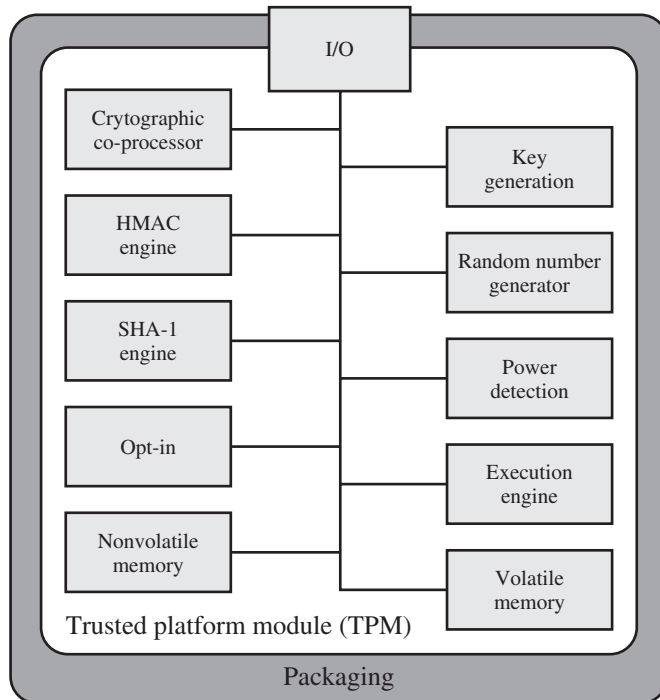 I/O
Crytographic
co-processor
HMAC
engine
SHA-1
engine
Opt-in
Nonvolatile
memory
Key
generation
Random number
generator
Power
detection
Execution
engine
Volatile
memory
Trusted platform module (TPM)
Packaging